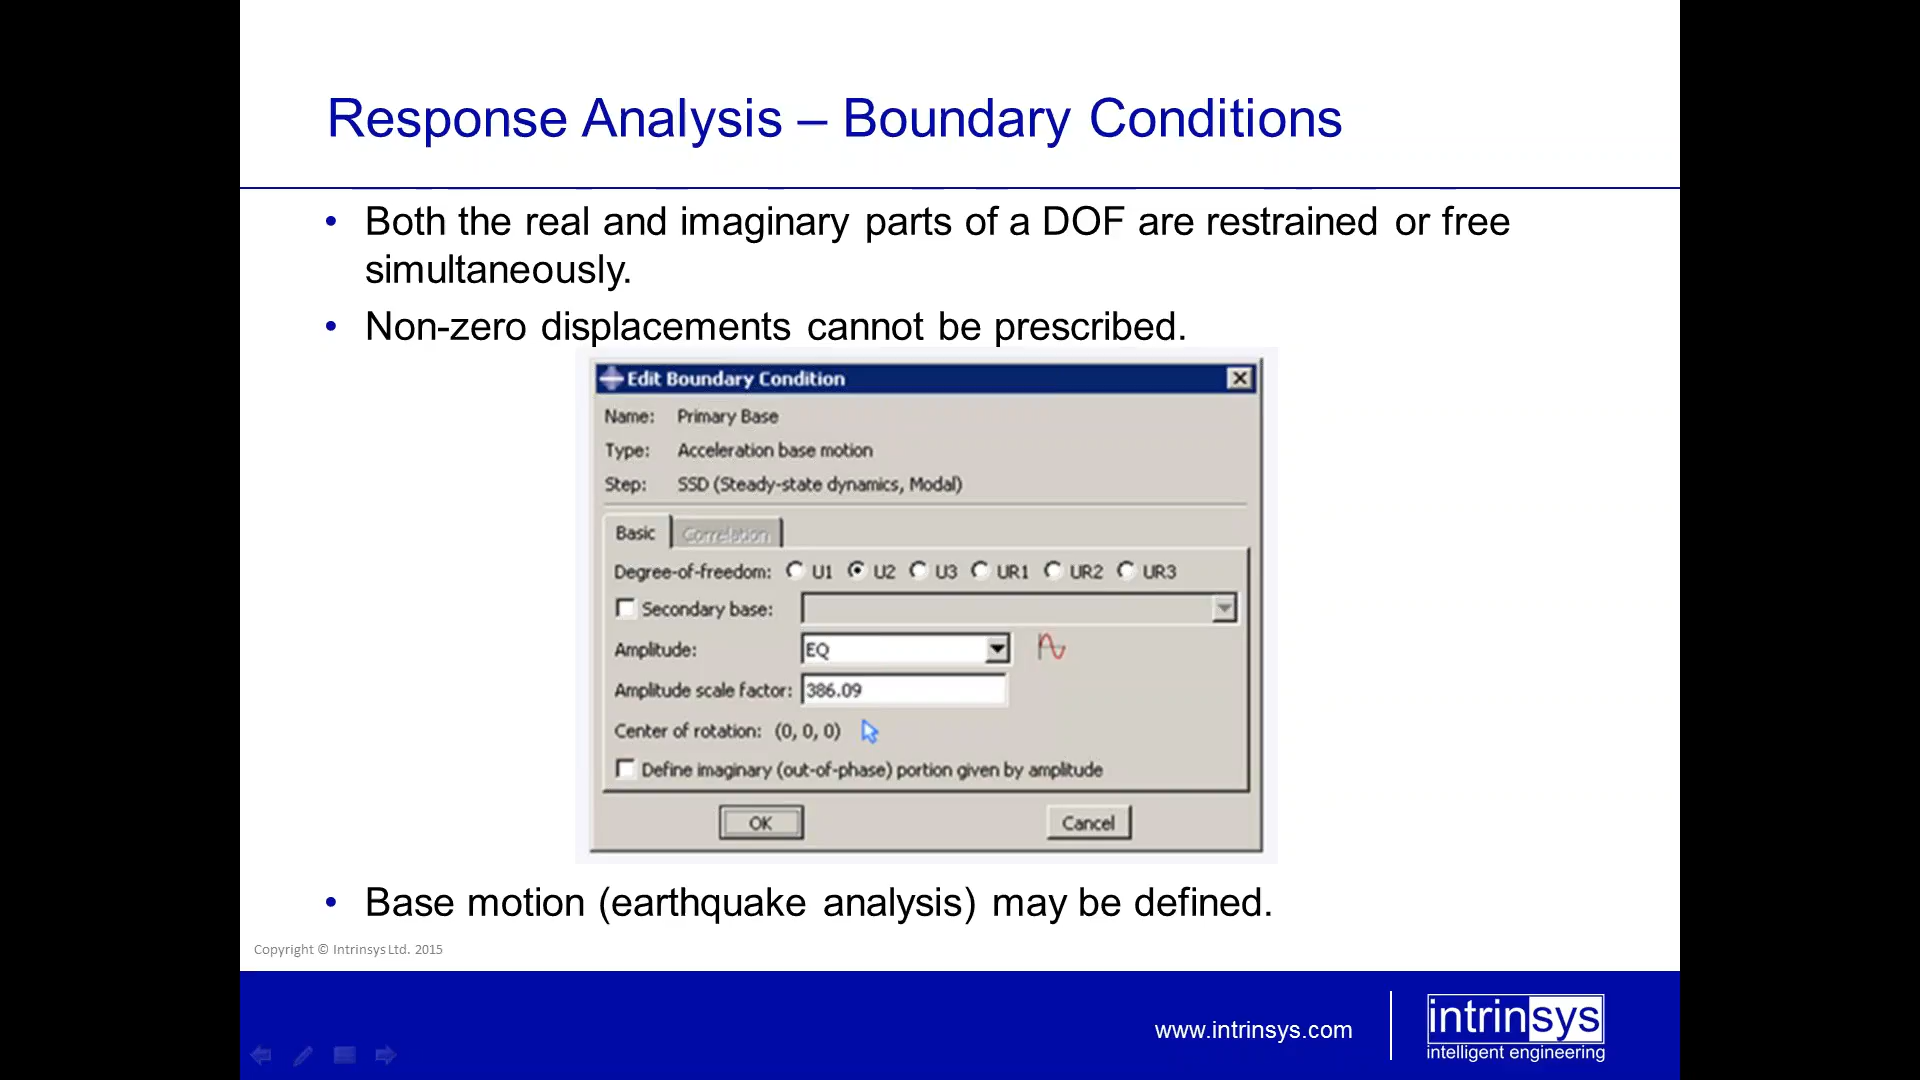 Response Analysis – Boundary Conditions
• Both the real and imaginary parts of a DOF are restrained or free
simultaneously.
• Non-zero displacements cannot be prescribed.
Edit Boundary Condition
Name: Primary Base
Type: Acceleration base motion
Step: SSD (Steady-state dynamics, Modal)
Basic Correlation
Degree-of-freedom: U1 U2 U3 UR1 UR2 UR3
Secondary base:
Amplitude: EQ
Amplitude scale factor: 386.09
Center of rotation: (0, 0, 0)
Define imaginary (out-of-phase) portion given by amplitude
OK Cancel
• Base motion (earthquake analysis) may be defined.
Copyright © Intrinsys Ltd. 2015
www.intrinsys.com
intrinsys
intelligent engineering